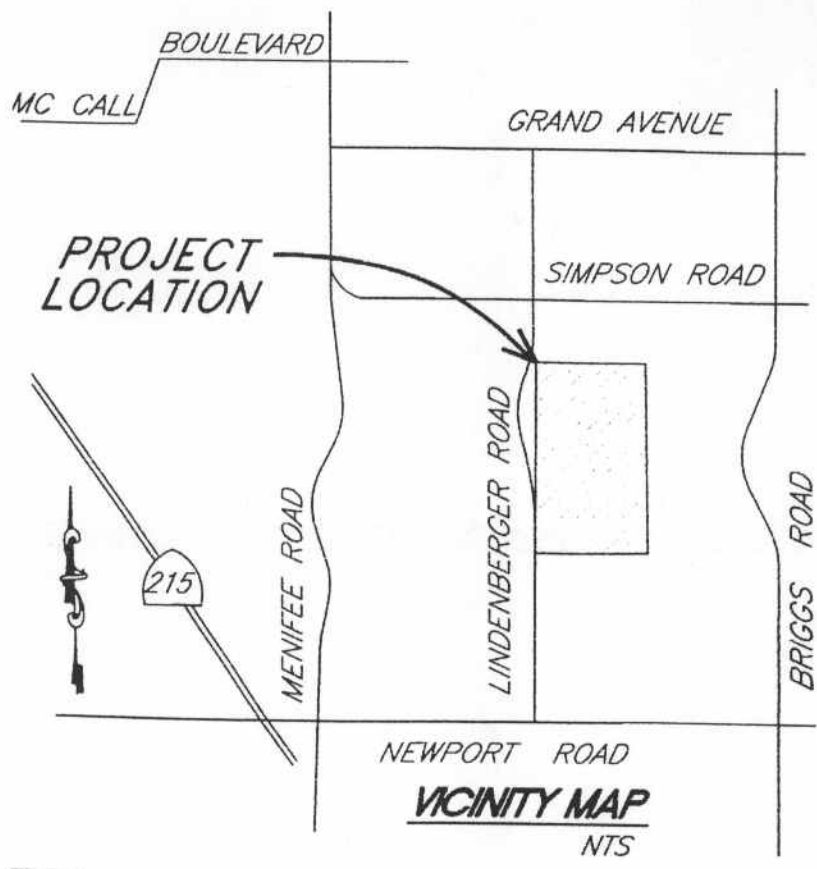 BOULEVARD
MC CALL
GRAND AVENUE
PROJECT
LOCATION
SIMPSON ROAD
MENIFEE ROAD
LINDENBERGER ROAD
BRIGGS ROAD
215
NEWPORT ROAD
VICINITY MAP
NTS